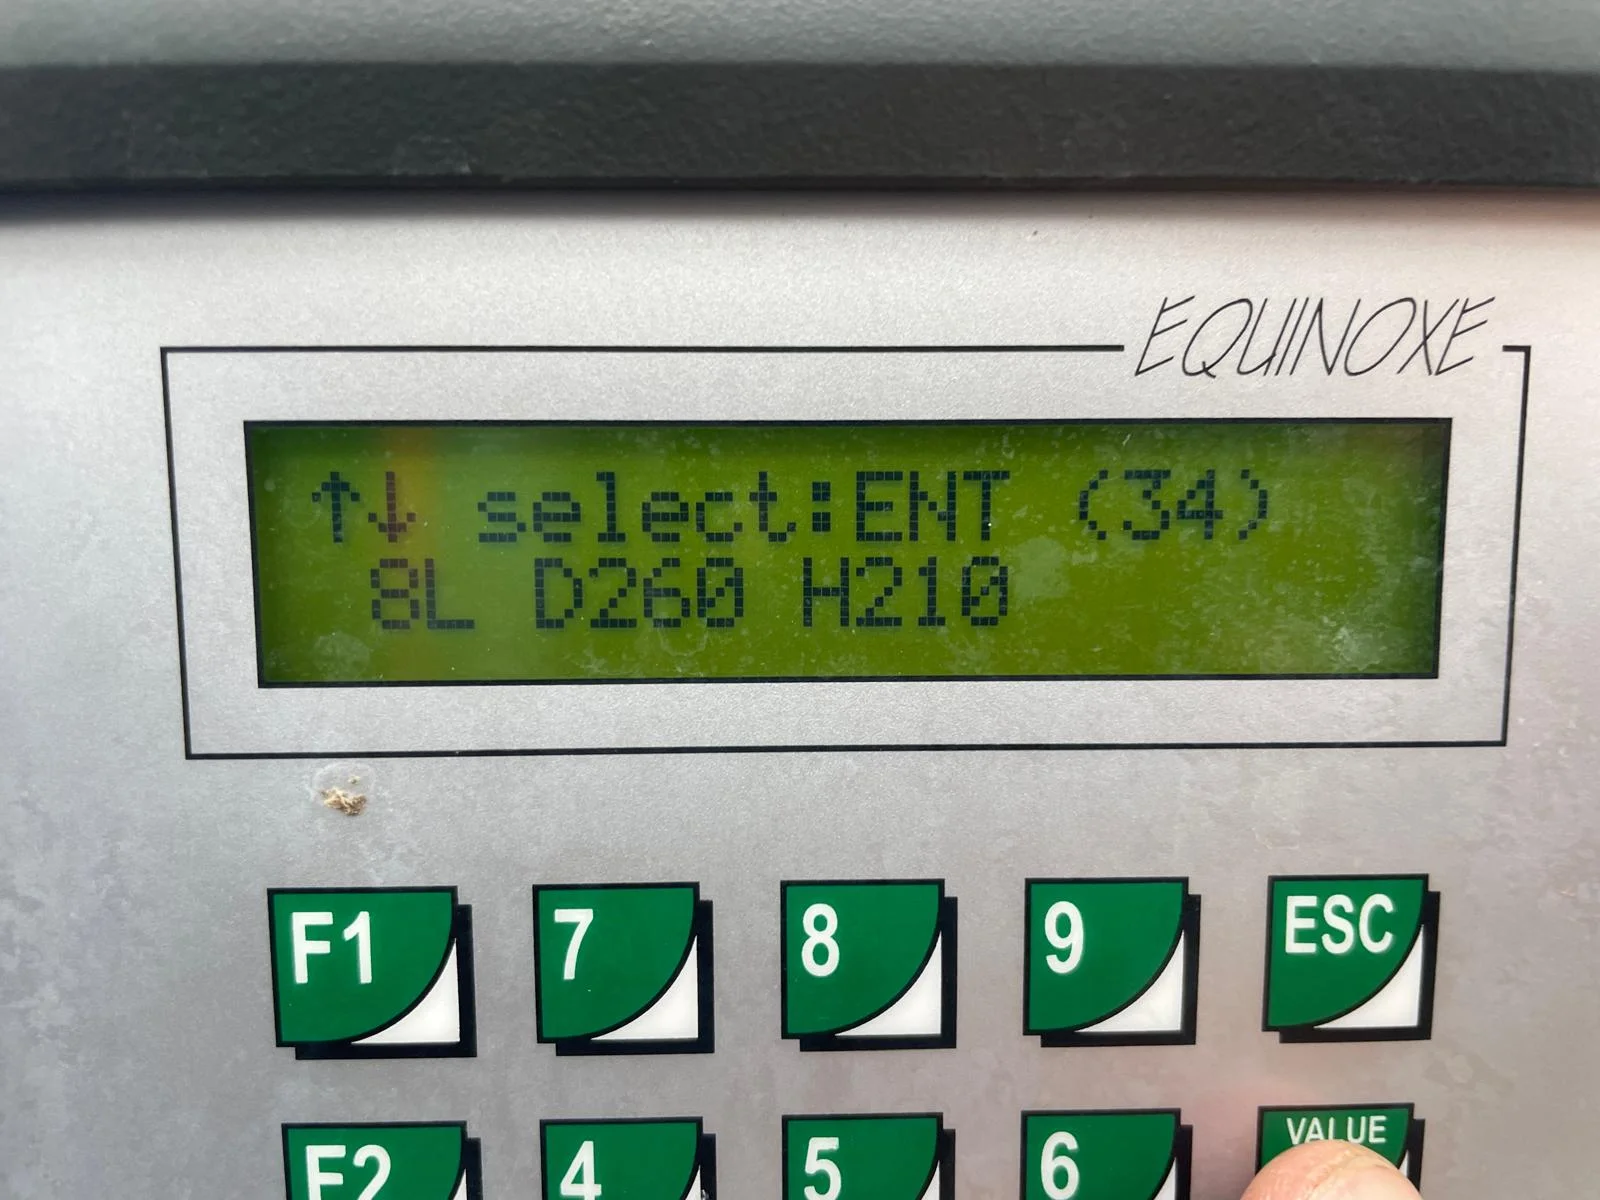 EQUINOXE
↑↓ select:ENT (34)
8L D260 H210
F1 7 8 9 ESC
F2 4 5 6 VALUE